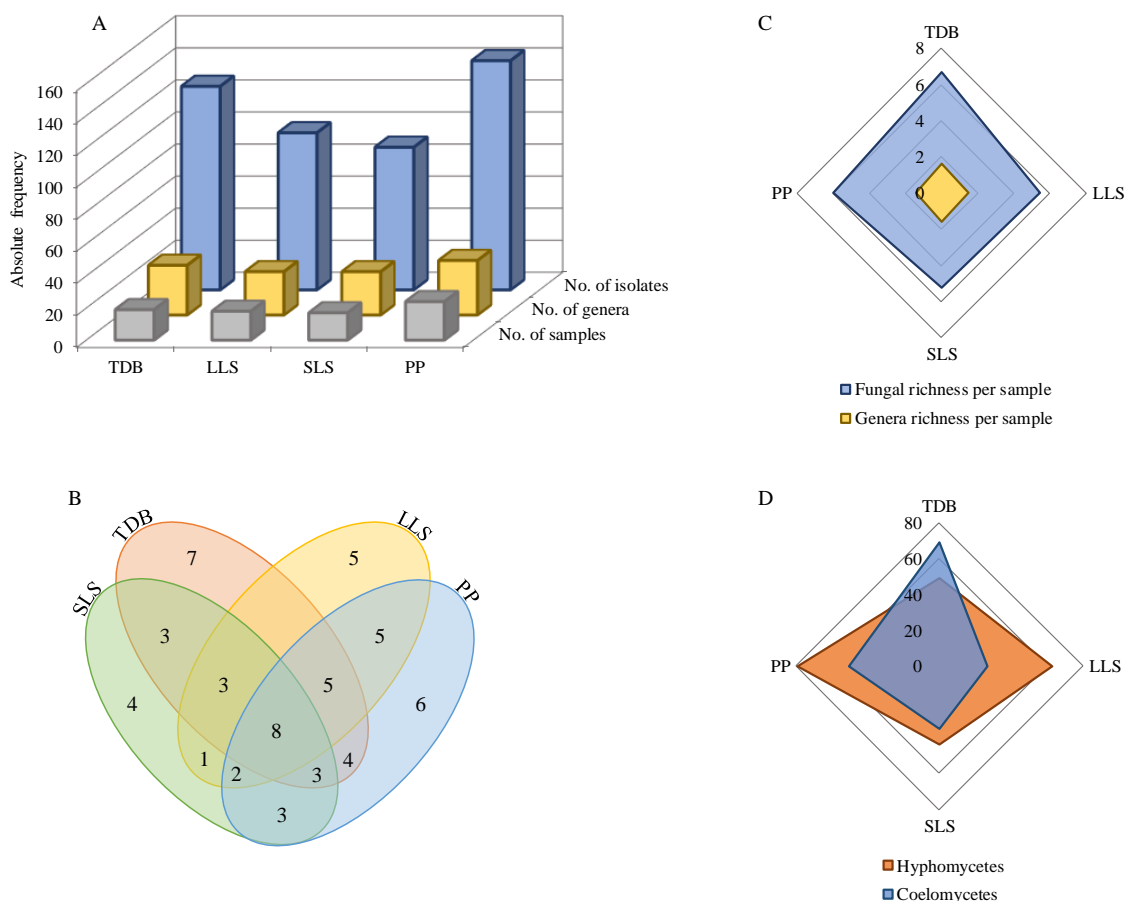 A
Absolute frequency
160
140
120
100
80
60
40
20
0
TDB
LLS
SLS
PP
No. of isolates
No. of genera
No. of samples
C
TDB
8
6
4
2
0
PP
LLS
SLS
Fungal richness per sample
Genera richness per sample
B
TDB
LLS
SLS
PP
7
5
3
5
4
3
5
6
8
1
2
3
4
3
D
TDB
80
60
40
20
0
PP
LLS
SLS
Hyphomycetes
Coelomycetes